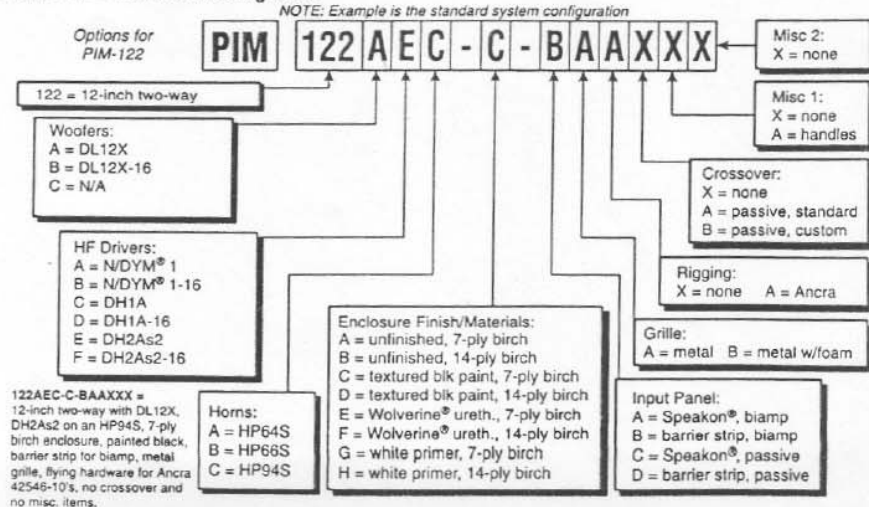 NOTE: Example is the standard system configuration
Options for
PIM-122
PIM 122AEC-C-BAAXXX
Misc 2:
X = none
122 = 12-inch two-way
Misc 1:
X = none
A = handles
Woofers:
A = DL12X
B = DL12X-16
C = N/A
Crossover:
X = none
A = passive, standard
B = passive, custom
HF Drivers:
A = N/DYM® 1
B = N/DYM® 1-16
C = DH1A
D = DH1A-16
E = DH2As2
F = DH2As2-16
Rigging:
X = none A = Ancra
Enclosure Finish/Materials:
A = unfinished, 7-ply birch
B = unfinished, 14-ply birch
C = textured blk paint, 7-ply birch
D = textured blk paint, 14-ply birch
E = Wolverine® ureth., 7-ply birch
F = Wolverine® ureth., 14-ply birch
G = white primer, 7-ply birch
H = white primer, 14-ply birch
Grille:
A = metal B = metal w/foam
122AEC-C-BAAXXX =
12-inch two-way with DL12X,
DH2As2 on an HP94S, 7-ply
birch enclosure, painted black,
barrier strip for biamp, metal
grille, flying hardware for Ancra
42546-10's, no crossover and
no misc. items.
Horns:
A = HP64S
B = HP66S
C = HP94S
Input Panel:
A = Speakon®, biamp
B = barrier strip, biamp
C = Speakon®, passive
D = barrier strip, passive